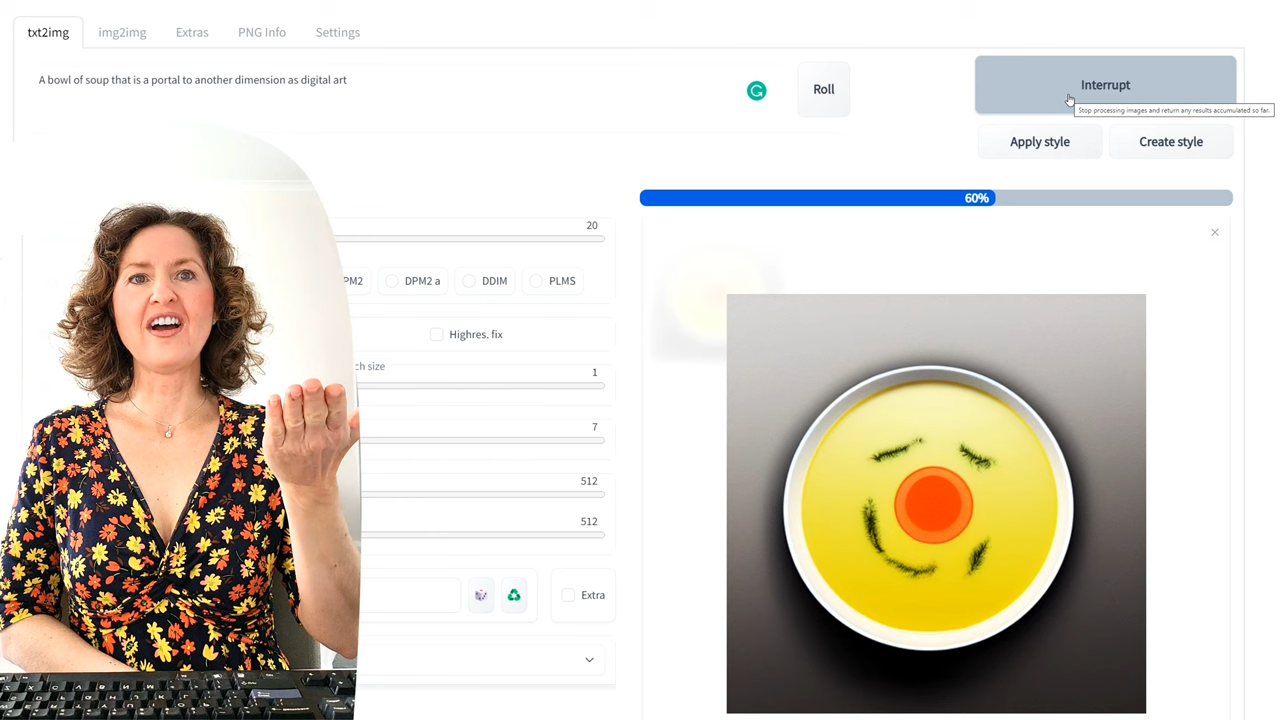 txt2img
img2img
Extras
PNG Info
Settings
A bowl of soup that is a portal to another dimension as digital art
Roll
Interrupt
Stop processing images and return any results accumulated so far.
Apply style
Create style
60%
20
PM2
DPM2 a
DDIM
PLMS
Highres. fix
ch size
1
7
512
512
Extra